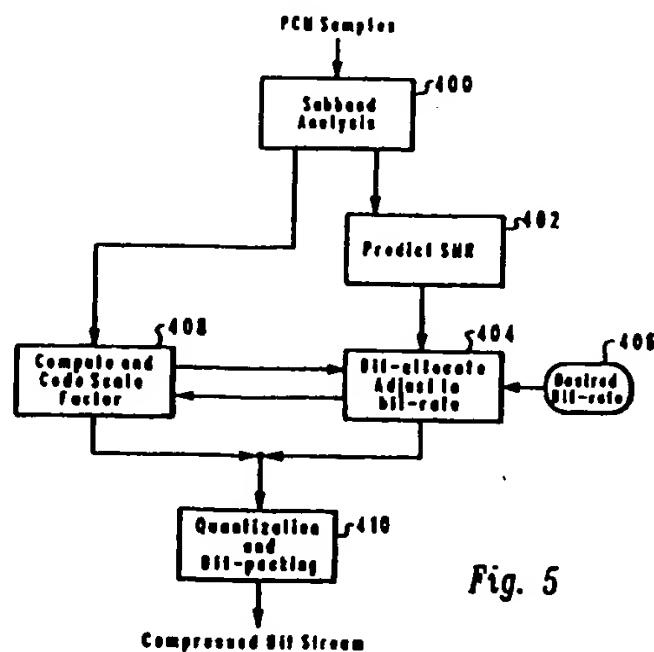 PCM Samples
400
Subband
Analysis
402
Predict SNR
408
Compute and
Code Scale
Factor
404
Bit-allocate
Adjust to
bit-rate
406
Desired
Bit-rate
Quantization
and
Bit-packing
410
Fig. 5
Compressed Bit Stream